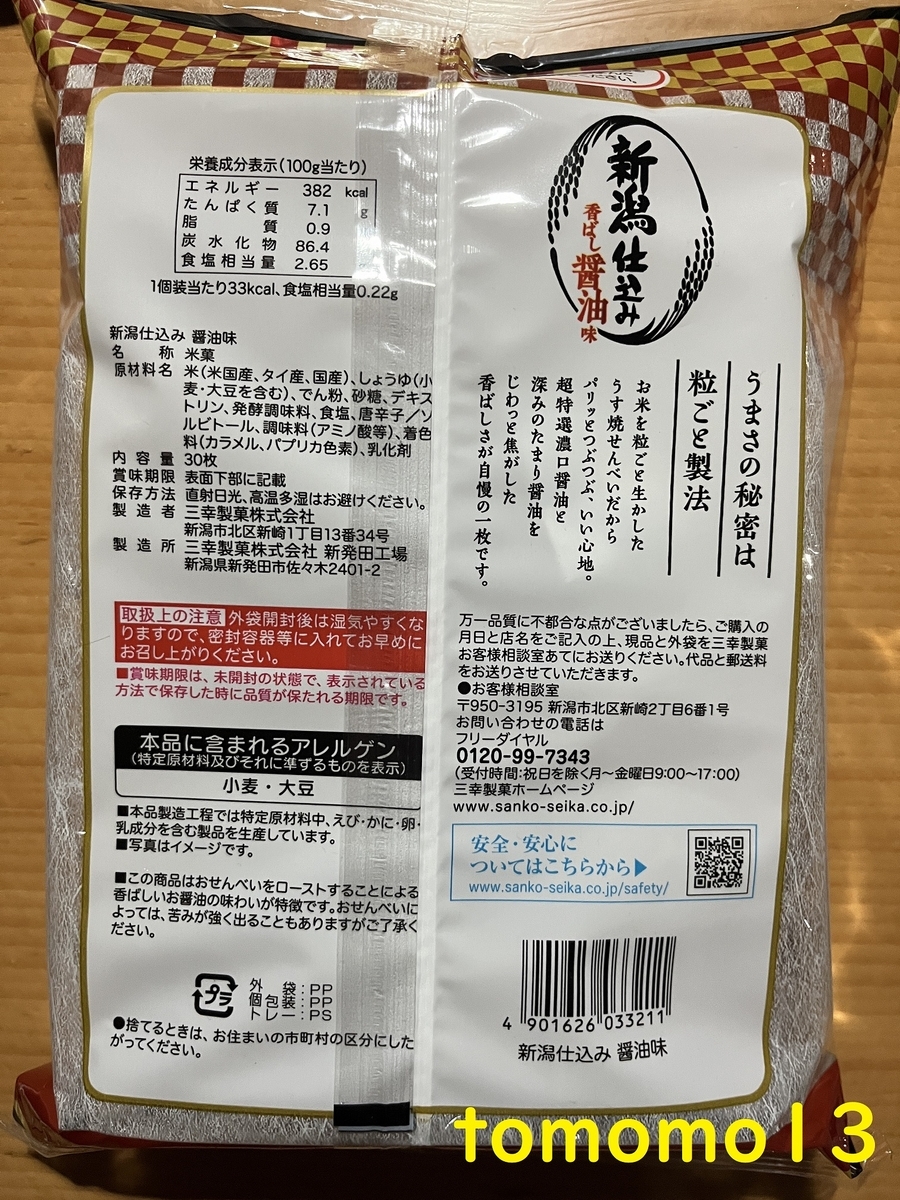 ださい。
栄養成分表示(100g当たり)
エネルギー 382 kcal
たんぱく質 7.1 g
脂質 0.9
炭水化物 86.4
食塩相当量 2.65
1個装当たり33kcal、食塩相当量0.22g
新潟仕込み 醤油味
名称 米菓
原材料名 米(米国産、タイ産、国産)、しょうゆ(小
麦・大豆を含む)、でん粉、砂糖、デキス
トリン、発酵調味料、食塩、唐辛子/ソ
ルビトール、調味料(アミノ酸等)、着色
料(カラメル、パプリカ色素)、乳化剤
内容量 30枚
賞味期限 表面下部に記載
保存方法 直射日光、高温多湿はお避けください。
製造者 三幸製菓株式会社
新潟市北区新崎1丁目13番34号
製造所 三幸製菓株式会社 新発田工場
新潟県新発田市佐々木2401-2
取扱上の注意 外袋開封後は湿気やすくな
りますので、密封容器等に入れてお早めに
お召し上がりください。
■賞味期限は、未開封の状態で、表示されている
方法で保存した時に品質が保たれる期限です。
本品に含まれるアレルゲン
(特定原材料及びそれに準ずるものを表示)
小麦・大豆
■本品製造工程では特定原材料中、えび・かに・卵・
乳成分を含む製品を生産しています。
■写真はイメージです。
■この商品はおせんべいをローストすることによる
香ばしいお醤油の味わいが特徴です。おせんべいに
よっては、苦みが強く出ることもありますがご了承く
ださい。
プラ
外袋:PP
個包装:PP
トレー:PS
●捨てるときは、お住まいの市町村の区分にした
がってください。
新潟仕込み
香ばし醤油味
うまさの秘密は
粒ごと製法
お米を粒ごと生かした
うす焼せんべいだから
パリッとつぶつぶ、いい心地。
超特選濃口醤油と
深みのたまり醤油を
じわっと焦がした
香ばしさが自慢の一枚です。
万一品質に不都合な点がございましたら、ご購入の
月日と店名をご記入の上、現品と外袋を三幸製菓
お客様相談室あてにお送りください。代品と郵送料
をお送りさせていただきます。
●お客様相談室
〒950-3195 新潟市北区新崎2丁目6番1号
お問い合わせの電話は
フリーダイヤル
0120-99-7343
(受付時間:祝日を除く月〜金曜日9:00〜17:00)
三幸製菓ホームページ
www.sanko-seika.co.jp/
安全・安心に
ついてはこちらから▶
www.sanko-seika.co.jp/safety/
4 901626 033211
新潟仕込み 醤油味
tomomo13